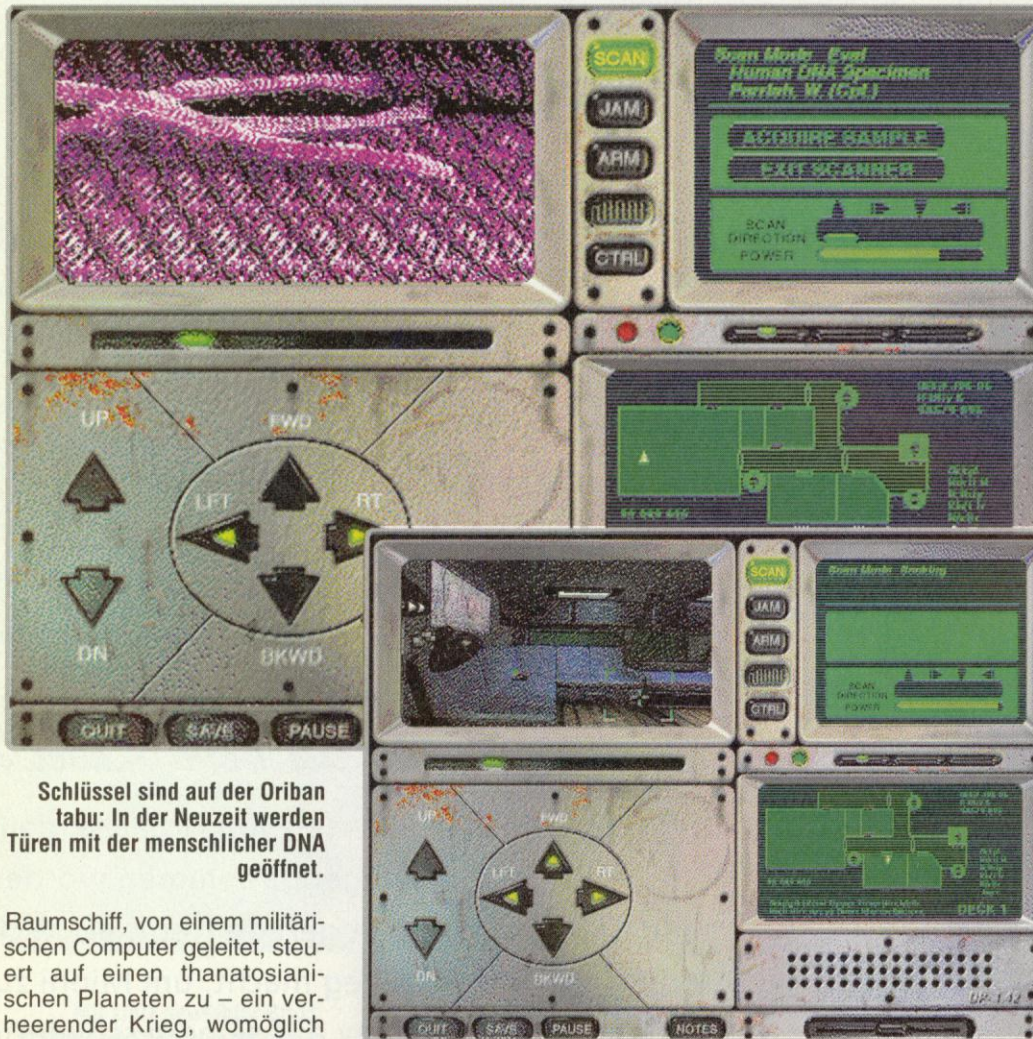 SCAN
JAM
ARM
CTRL
Scan Mode Eval
Human DNA Specimen
Parrish, W. (Cpl.)
ACQUIRE SAMPLE
EXIT SCANNER
SCAN
DIRECTION
POWER
UP
DN
FWD
LFT
RT
BKWD
QUIT
SAVE
PAUSE
SCAN
JAM
ARM
CTRL
Scan Mode
SCAN
DIRECTION
POWER
UP
DN
FWD
LFT
RT
BKWD
QUIT
SAVE
PAUSE
NOTES
DECK 1
Schlüssel sind auf der Oriban
tabu: In der Neuzeit werden
Türen mit der menschlicher DNA
geöffnet.
Raumschiff, von einem militäri-
schen Computer geleitet, steu-
ert auf einen thanatosiani-
schen Planeten zu – ein ver-
heerender Krieg, womöglich